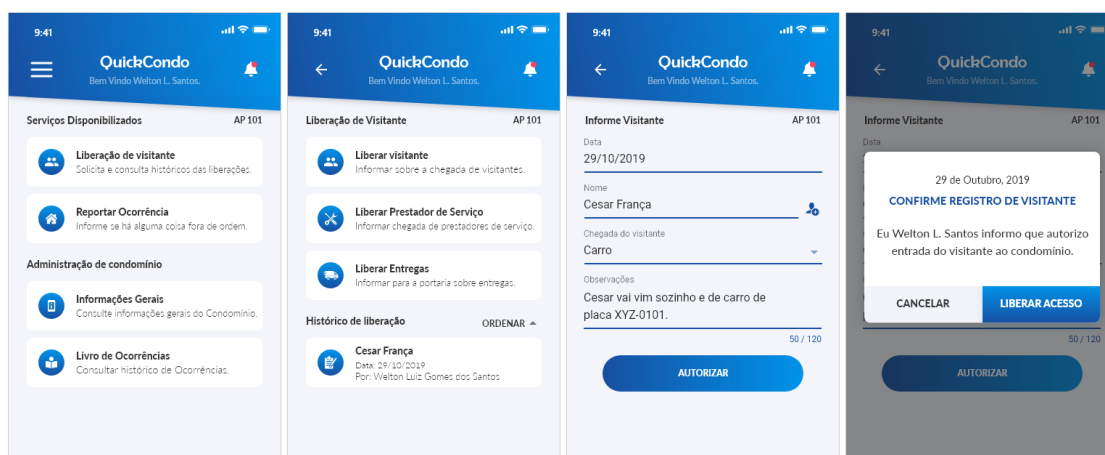 9:41
QuickCondo
Bem Vindo Welton L. Santos.
Serviços Disponibilizados AP 101
Liberação de visitante
Solicita e consulta históricos das liberações.
Reportar Ocorrência
Informe se há alguma coisa fora de ordem.
Administração de condomínio
Informações Gerais
Consulte informações gerais do Condomínio.
Livro de Ocorrências
Consultar histórico de Ocorrências.
9:41
QuickCondo
Bem Vindo Welton L. Santos.
Liberação de Visitante AP 101
Liberar visitante
Informar sobre a chegada de visitantes.
Liberar Prestador de Serviço
Informar chegada de prestadores de serviço.
Liberar Entregas
Informar para a portaria sobre entregas.
Histórico de liberação ORDENAR
Cesar França
Data: 29/10/2019
Por: Welton Luiz Gomes dos Santos
9:41
QuickCondo
Bem Vindo Welton L. Santos.
Informe Visitante AP 101
Data
29/10/2019
Nome
Cesar França
Chegada do visitante
Carro
Observações
Cesar vai vim sozinho e de carro de
placa XYZ-0101.
50 / 120
AUTORIZAR
9:41
QuickCondo
Bem Vindo Welton L. Santos.
Informe Visitante AP 101
Data
29 de Outubro, 2019
CONFIRME REGISTRO DE VISITANTE
Eu Welton L. Santos informo que autorizo
entrada do visitante ao condomínio.
CANCELAR LIBERAR ACESSO
50 / 120
AUTORIZAR